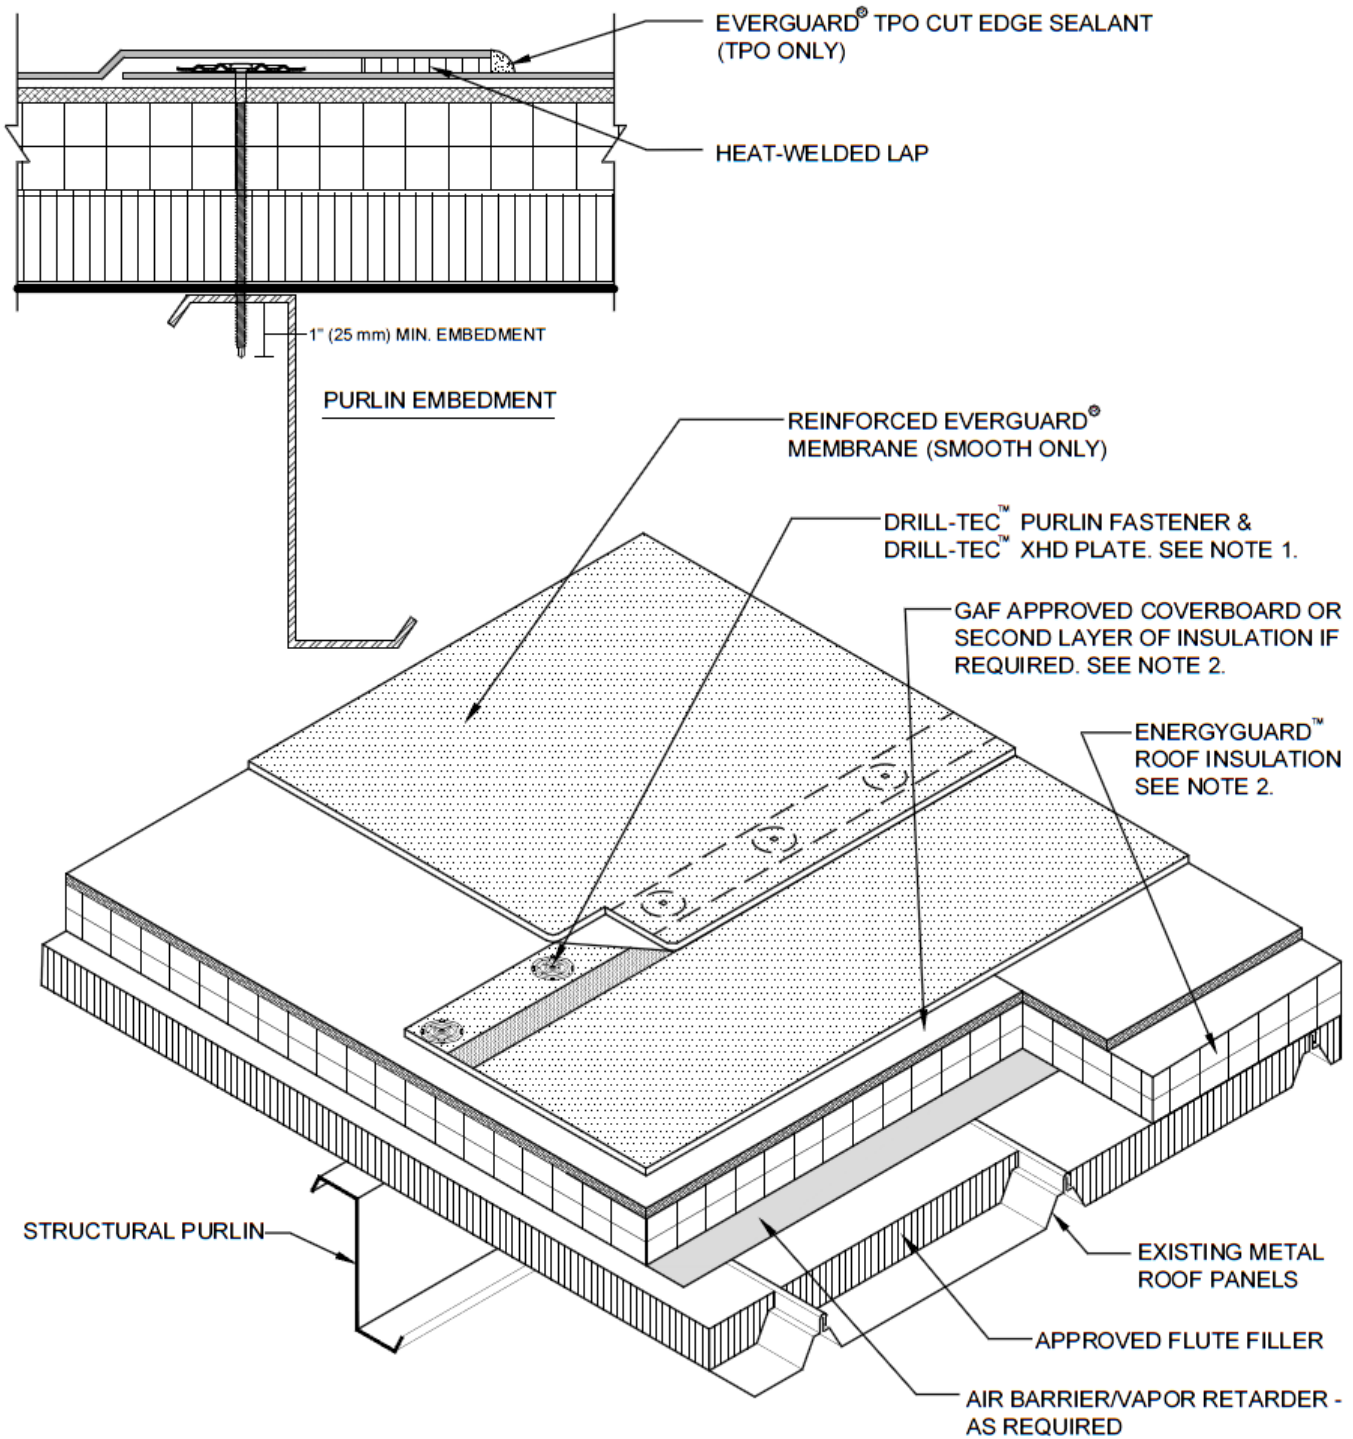 EVERGUARD® TPO CUT EDGE SEALANT
(TPO ONLY)
HEAT-WELDED LAP
1" (25 mm) MIN. EMBEDMENT
PURLIN EMBEDMENT
REINFORCED EVERGUARD®
MEMBRANE (SMOOTH ONLY)
DRILL-TEC™ PURLIN FASTENER &
DRILL-TEC™ XHD PLATE. SEE NOTE 1.
GAF APPROVED COVERBOARD OR
SECOND LAYER OF INSULATION IF
REQUIRED. SEE NOTE 2.
ENERGYGUARD™
ROOF INSULATION
SEE NOTE 2.
STRUCTURAL PURLIN
EXISTING METAL
ROOF PANELS
APPROVED FLUTE FILLER
AIR BARRIER/VAPOR RETARDER -
AS REQUIRED